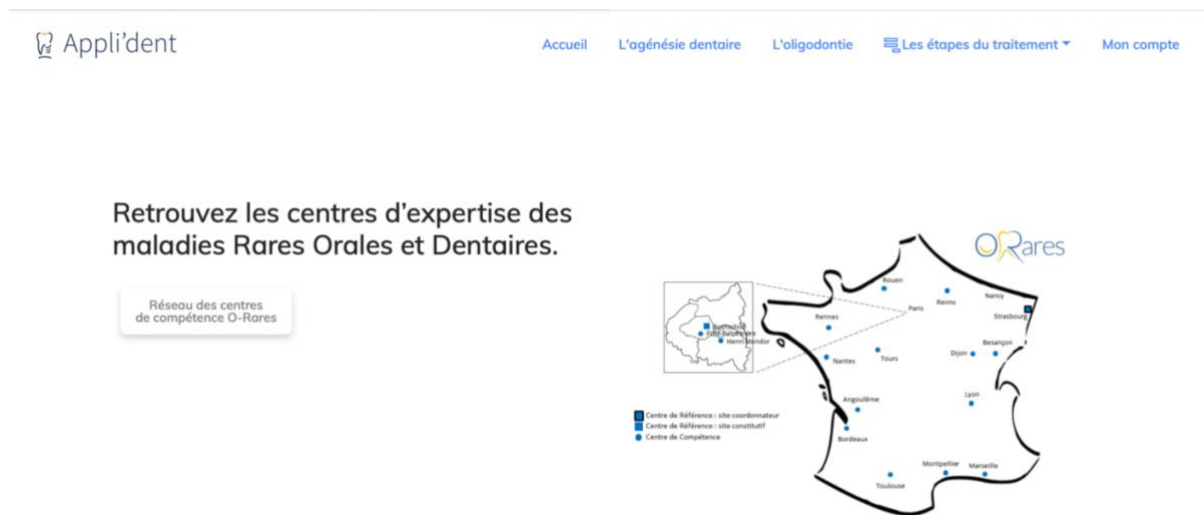 Appli'dent
Accueil
L'agénésie dentaire
L'oligodontie
Les étapes du traitement
Mon compte
Retrouvez les centres d'expertise des
maladies Rares Orales et Dentaires.
Réseau des centres
de compétence O-Rares
ORares
Rouen
Reims
Nancy
Paris
Strasbourg
Rennes
Henri Mondor
Besançon
Dijon
Nantes
Tours
Angoulême
Lyon
Centre de Référence : site coordonnateur
Centre de Référence : site constitutif
Centre de Compétence
Bordeaux
Montpellier
Marseille
Toulouse